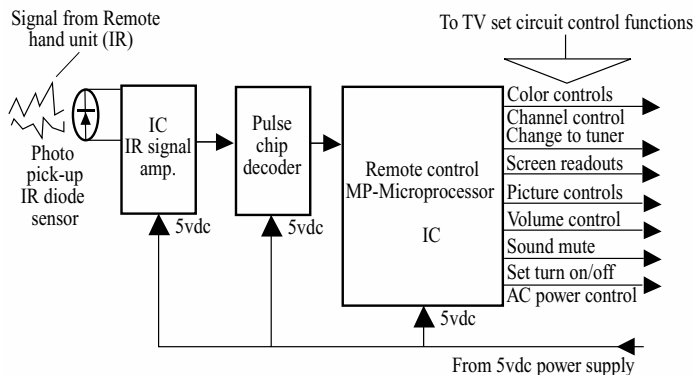 Signal from Remote
hand unit (IR)
To TV set circuit control functions
IC
IR signal
amp.
Pulse
chip
decoder
Remote control
MP-Microprocessor
IC
Color controls
Channel control
Change to tuner
Screen readouts
Picture controls
Volume control
Sound mute
Set turn on/off
AC power control
Photo
pick-up
IR diode
sensor
5vdc
5vdc
5vdc
From 5vdc power supply